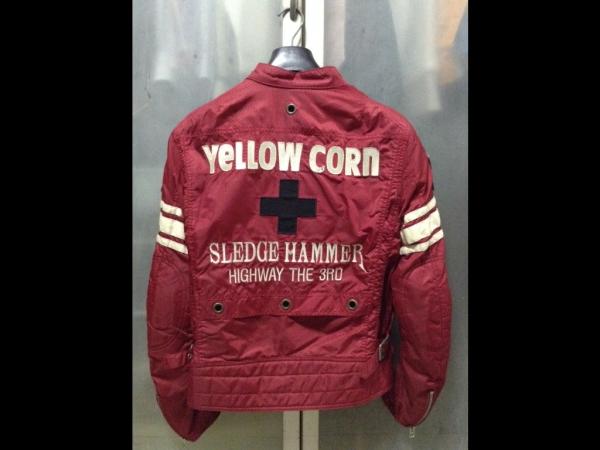 YeLLOW CORn
SLEDGE HAMMER
HIGHWAY THE 3RD